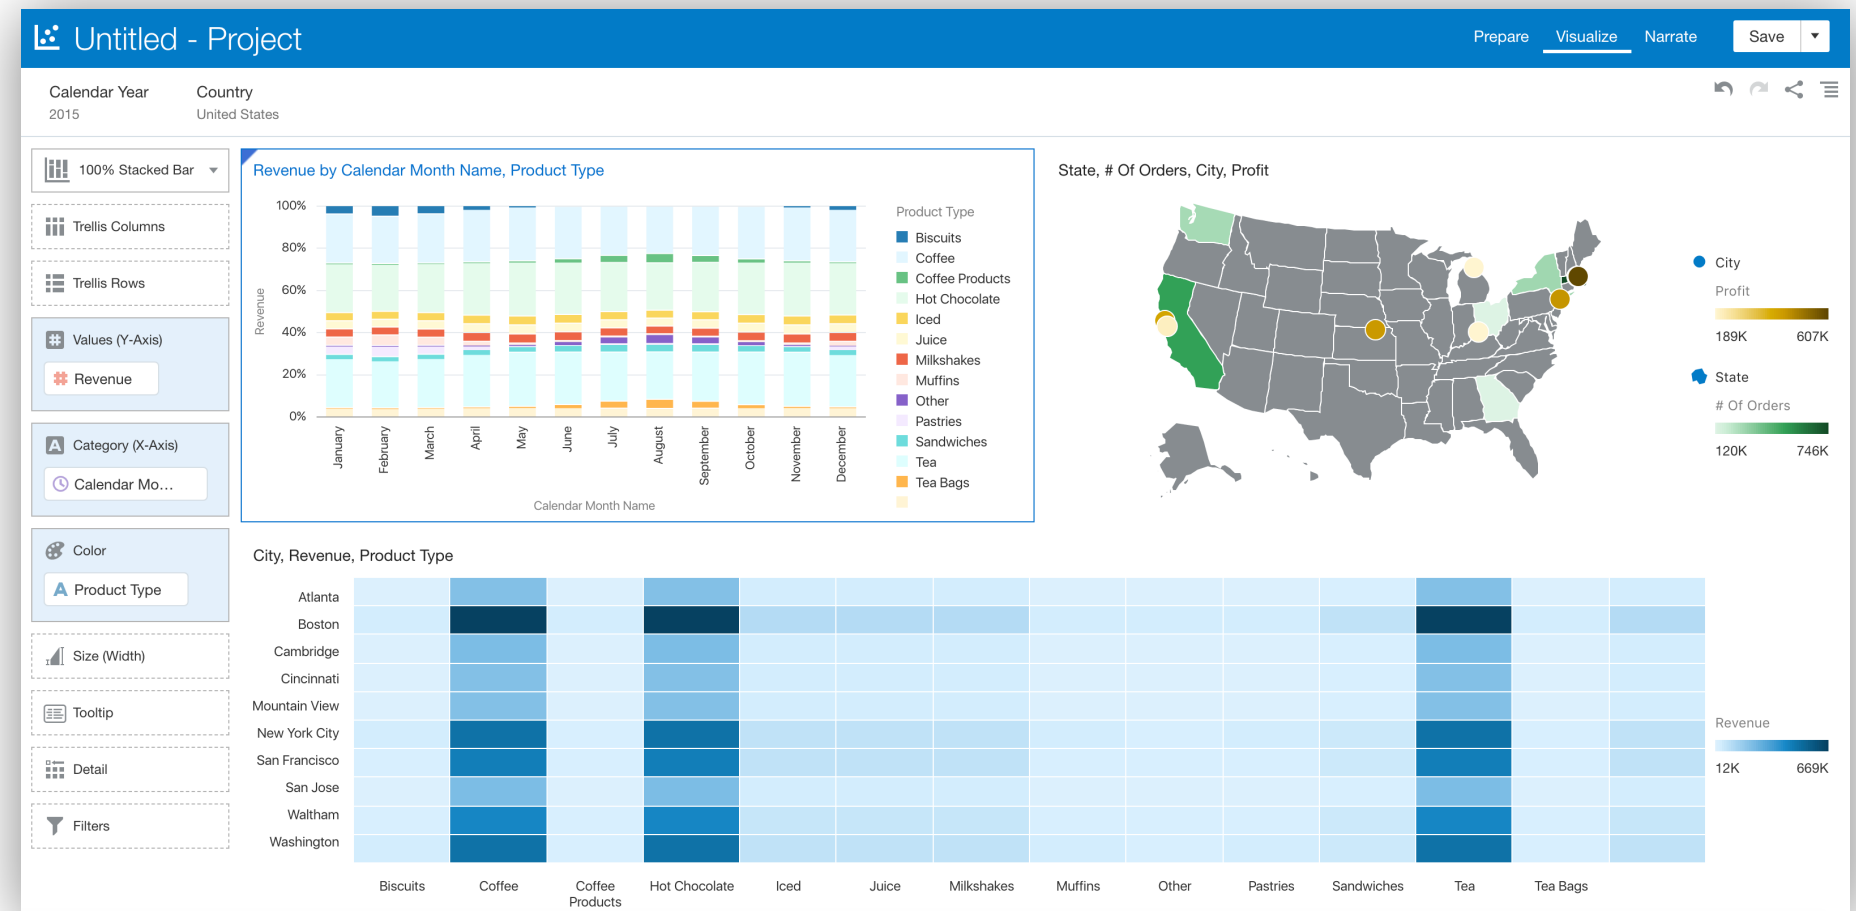 Untitled - Project
Prepare Visualize Narrate Save
Calendar Year Country
2015 United States
100% Stacked Bar
Trellis Columns
Trellis Rows
Values (Y-Axis)
Revenue
Category (X-Axis)
Calendar Mo...
Color
Product Type
Size (Width)
Tooltip
Detail
Filters
Revenue by Calendar Month Name, Product Type
100%
80%
60%
40%
20%
0%
Revenue
January February March April May June July August September October November December
Calendar Month Name
Product Type
Biscuits
Coffee
Coffee Products
Hot Chocolate
Iced
Juice
Milkshakes
Muffins
Other
Pastries
Sandwiches
Tea
Tea Bags
State, # Of Orders, City, Profit
City
Profit
189K 607K
State
# Of Orders
120K 746K
City, Revenue, Product Type
Atlanta
Boston
Cambridge
Cincinnati
Mountain View
New York City
San Francisco
San Jose
Waltham
Washington
Biscuits Coffee Coffee Hot Chocolate Iced Juice Milkshakes Muffins Other Pastries Sandwiches Tea Tea Bags
Products
Revenue
12K 669K